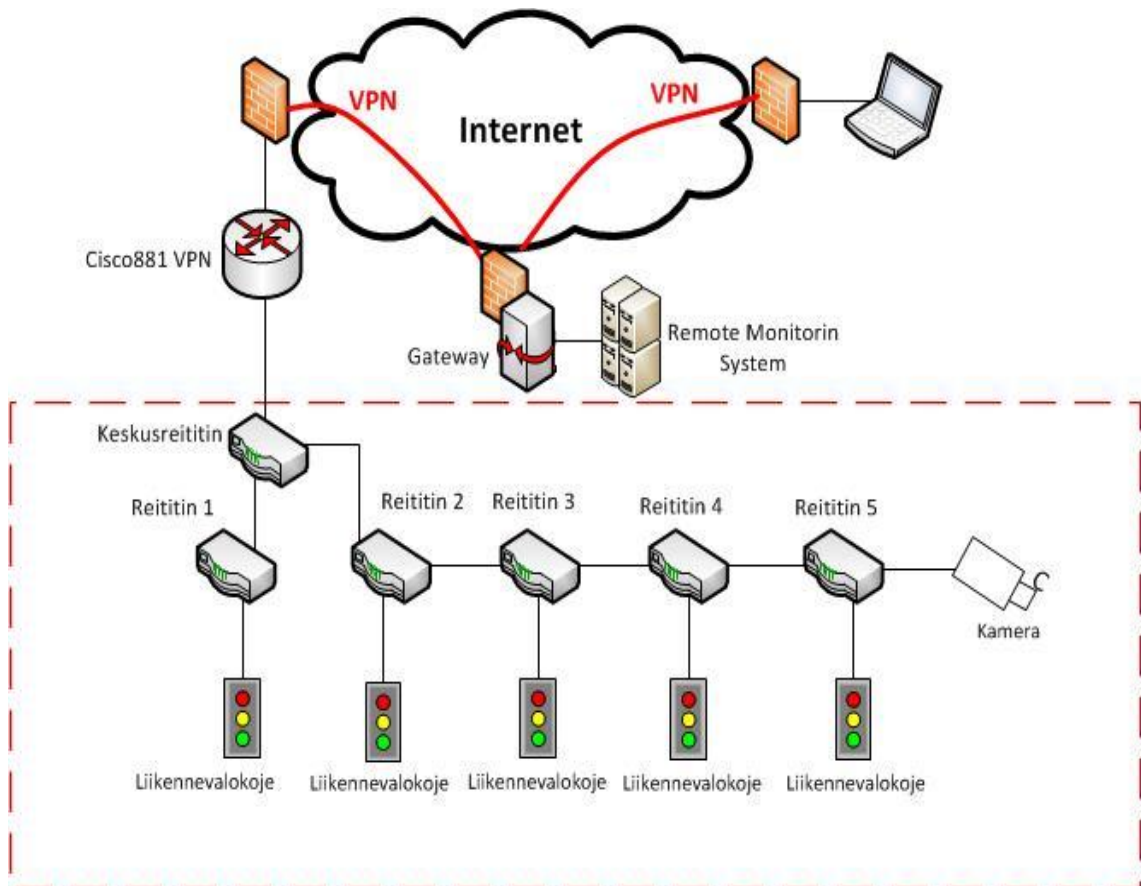 VPN
VPN
Internet
Cisco881 VPN
Gateway
Remote Monitorin
System
Keskusreititin
Reititin 1
Reititin 2
Reititin 3
Reititin 4
Reititin 5
Kamera
Liikennevalokoje
Liikennevalokoje
Liikennevalokoje
Liikennevalokoje
Liikennevalokoje